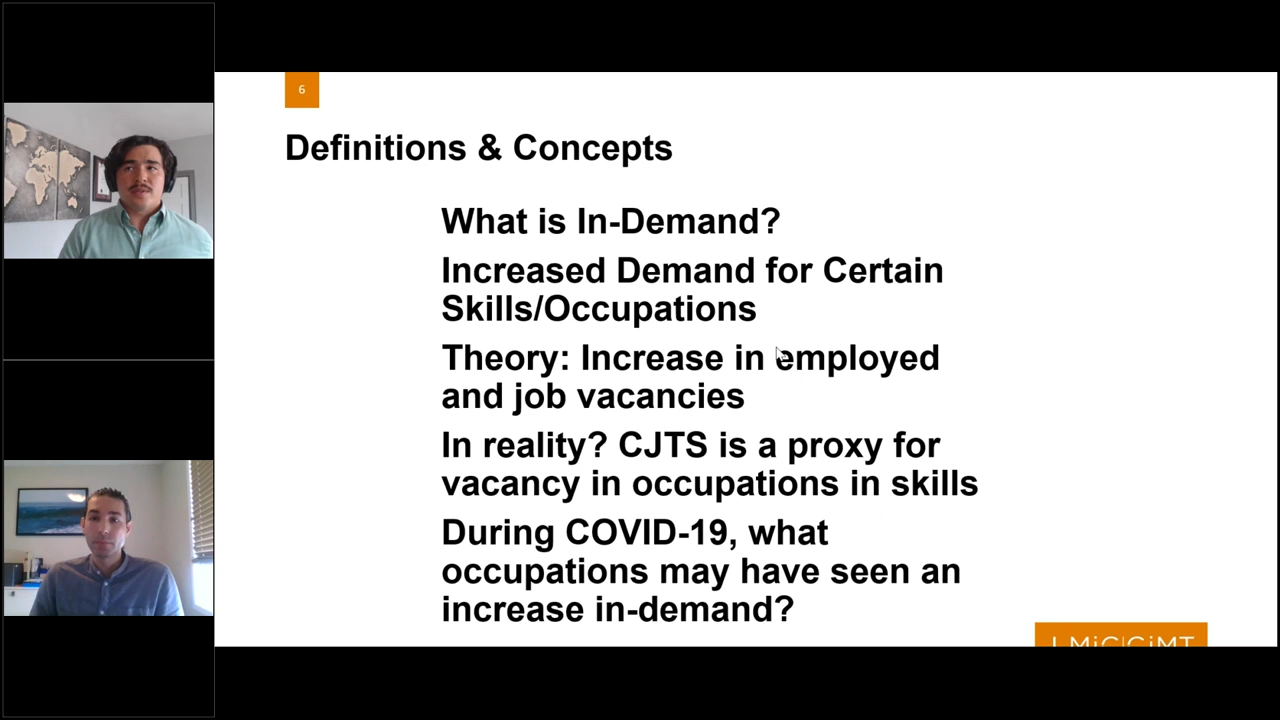 6
Definitions & Concepts
What is In-Demand?
Increased Demand for Certain
Skills/Occupations
Theory: Increase in employed
and job vacancies
In reality? CJTS is a proxy for
vacancy in occupations in skills
During COVID-19, what
occupations may have seen an
increase in-demand?
LMiC|CiMT